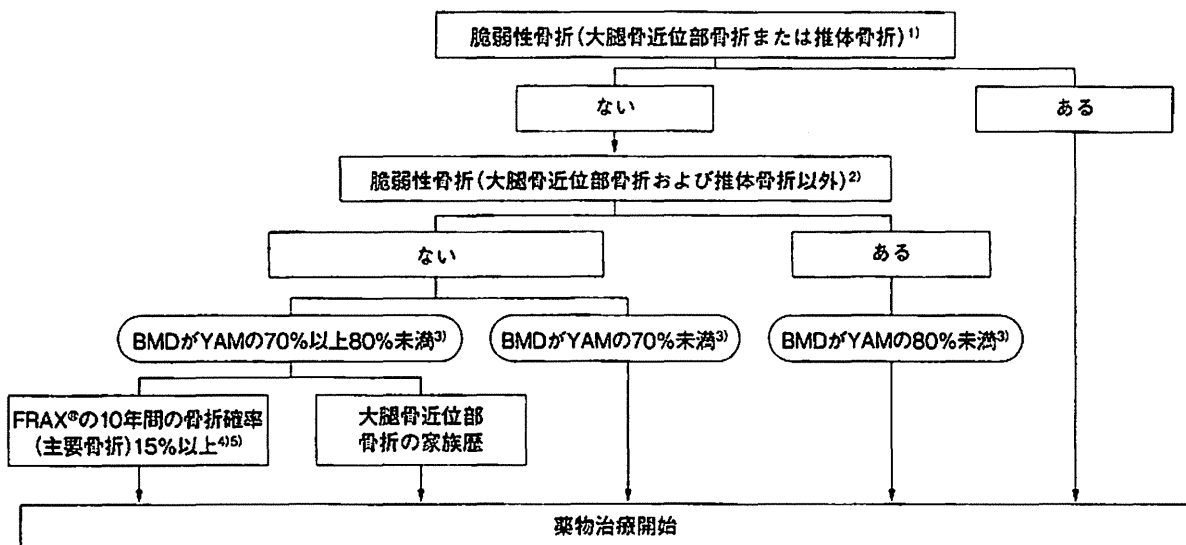 脆弱性骨折(大腿骨近位部骨折または推体骨折)1)
ない
ある
脆弱性骨折(大腿骨近位部骨折および推体骨折以外)2)
ない
ある
BMDがYAMの70%以上80%未満3)
BMDがYAMの70%未満3)
BMDがYAMの80%未満3)
FRAX®の10年間の骨折確率
(主要骨折)15%以上4)5)
大腿骨近位部
骨折の家族歴
薬物治療開始